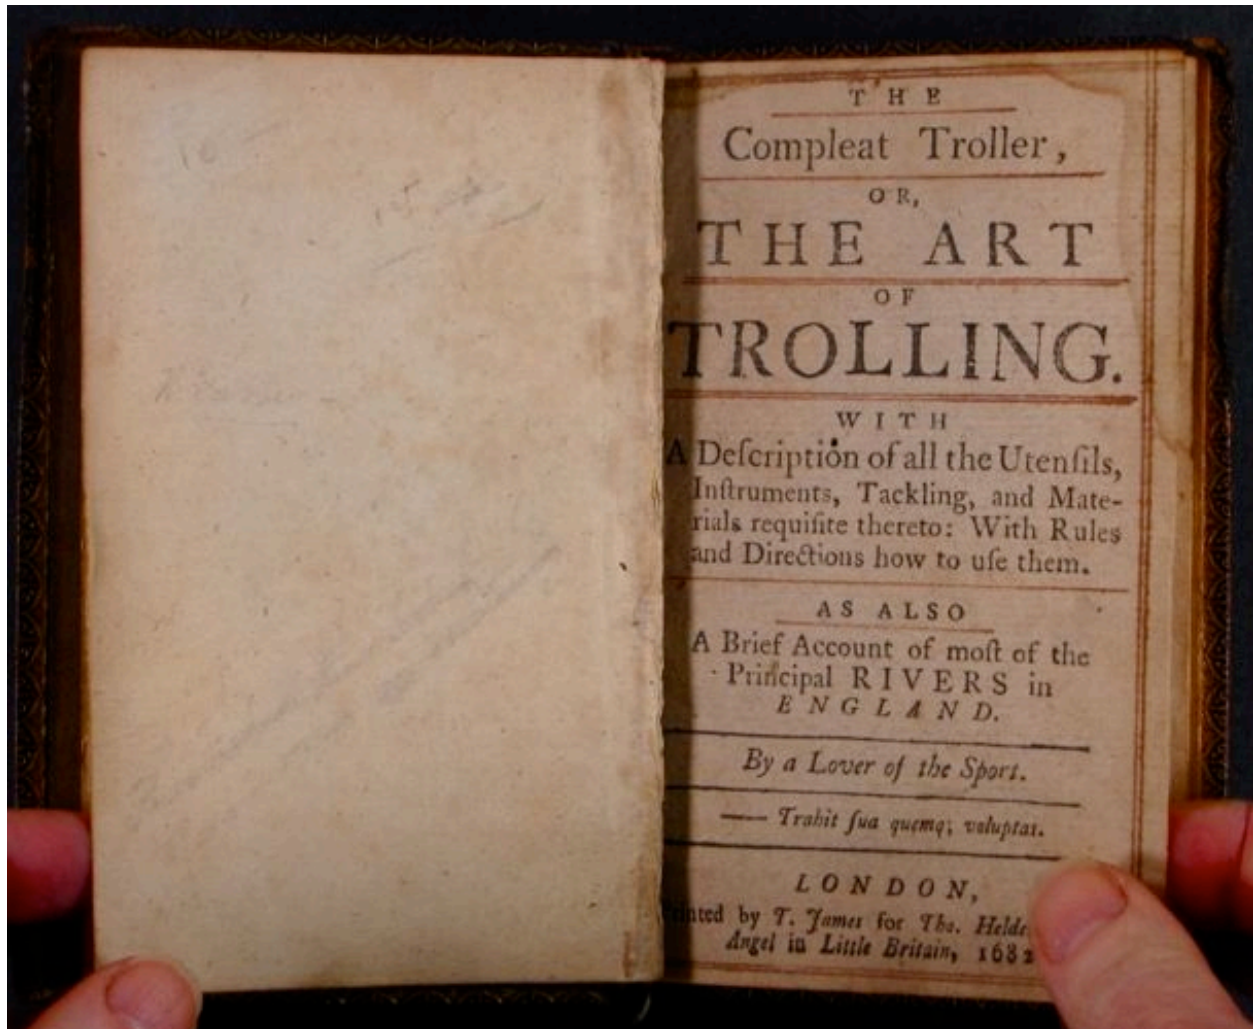 THE
Compleat Troller,
OR,
THE ART
OF
TROLLING.
WITH
A Deſcription of all the Utenſils,
Inſtruments, Tackling, and Mate-
rials requiſite thereto: With Rules
and Directions how to uſe them.
AS ALSO
A Brief Account of moſt of the
Principal RIVERS in
ENGLAND.
By a Lover of the Sport.
—— Trahit ſua quemq; voluptas.
LONDON,
Printed by T. James for Tho. Helde
Angel in Little Britain, 1682